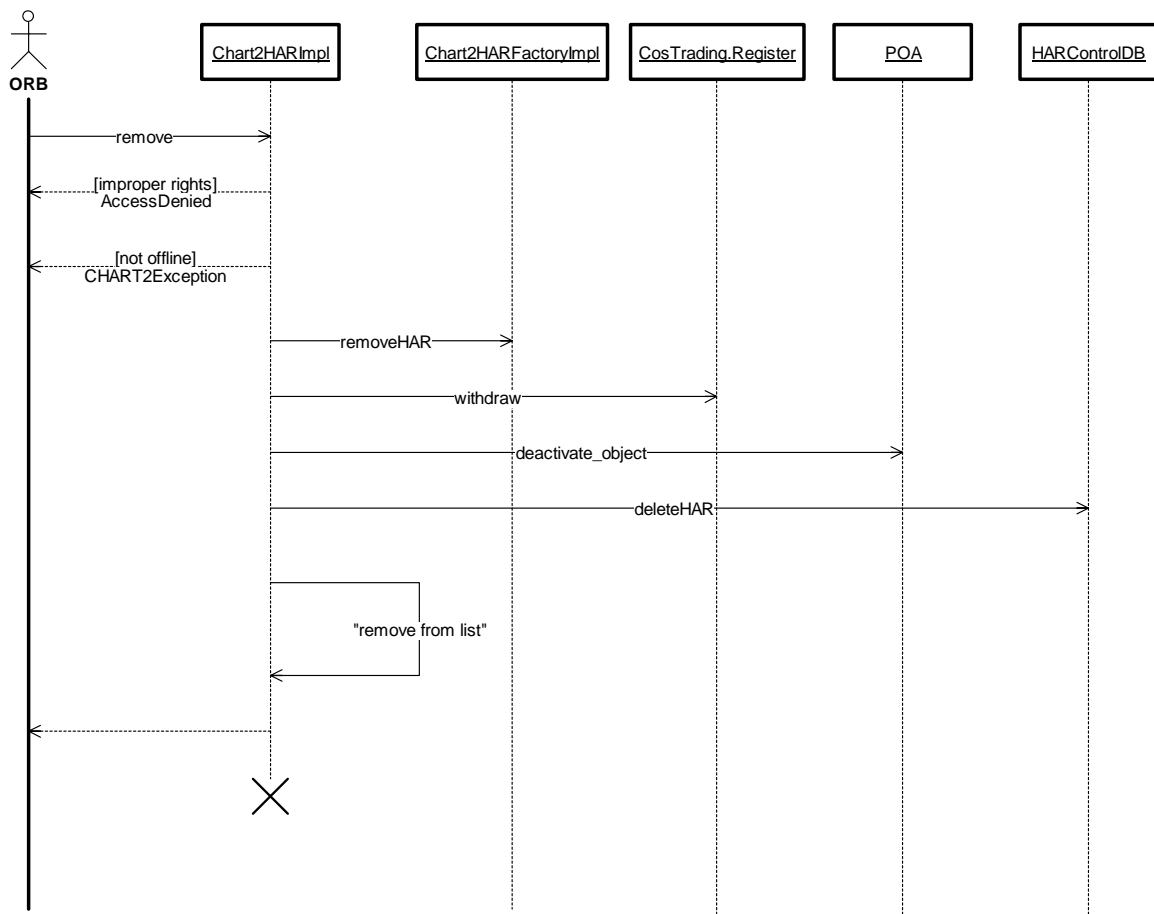 ORB
Chart2HARImpl
Chart2HARFactoryImpl
CosTrading.Register
POA
HARControlDB
remove
[improper rights]
AccessDenied
[not offline]
CHART2Exception
removeHAR
withdraw
deactivate_object
deleteHAR
"remove from list"